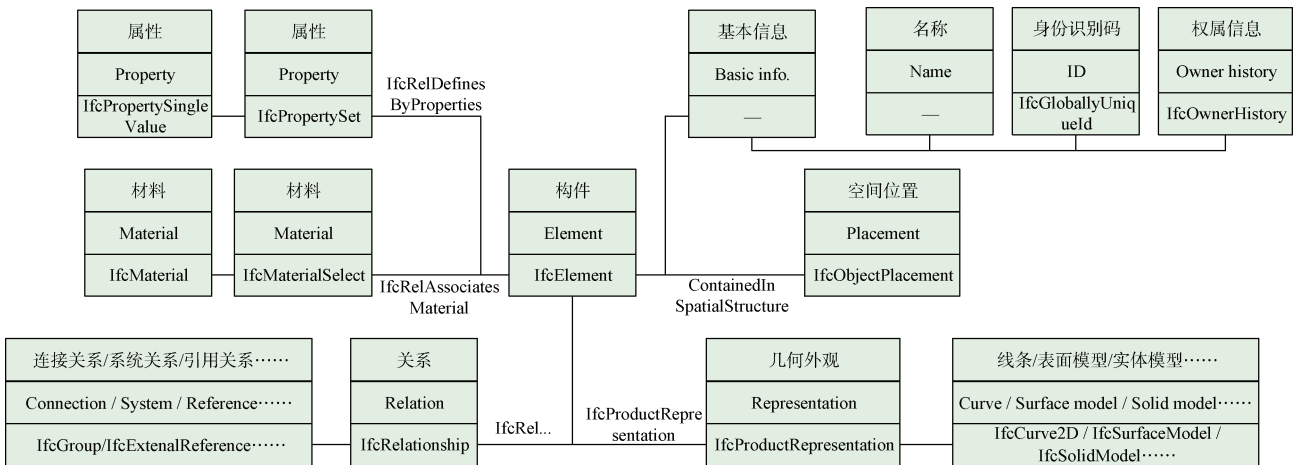 属性
Property
IfcPropertySingle
Value
属性
Property
IfcPropertySet
IfcRelDefines
ByProperties
基本信息
Basic info.
—
名称
Name
—
身份识别码
ID
IfcGloballyUniq
ueId
权属信息
Owner history
IfcOwnerHistory
材料
Material
IfcMaterial
材料
Material
IfcMaterialSelect
IfcRelAssociates
Material
构件
Element
IfcElement
ContainedIn
SpatialStructure
空间位置
Placement
IfcObjectPlacement
连接关系/系统关系/引用关系……
Connection / System / Reference……
IfcGroup/IfcExtenalReference……
关系
Relation
IfcRelationship
IfcRel...
IfcProductRepre
sentation
几何外观
Representation
IfcProductRepresentation
线条/表面模型/实体模型……
Curve / Surface model / Solid model……
IfcCurve2D / IfcSurfaceModel /
IfcSolidModel……